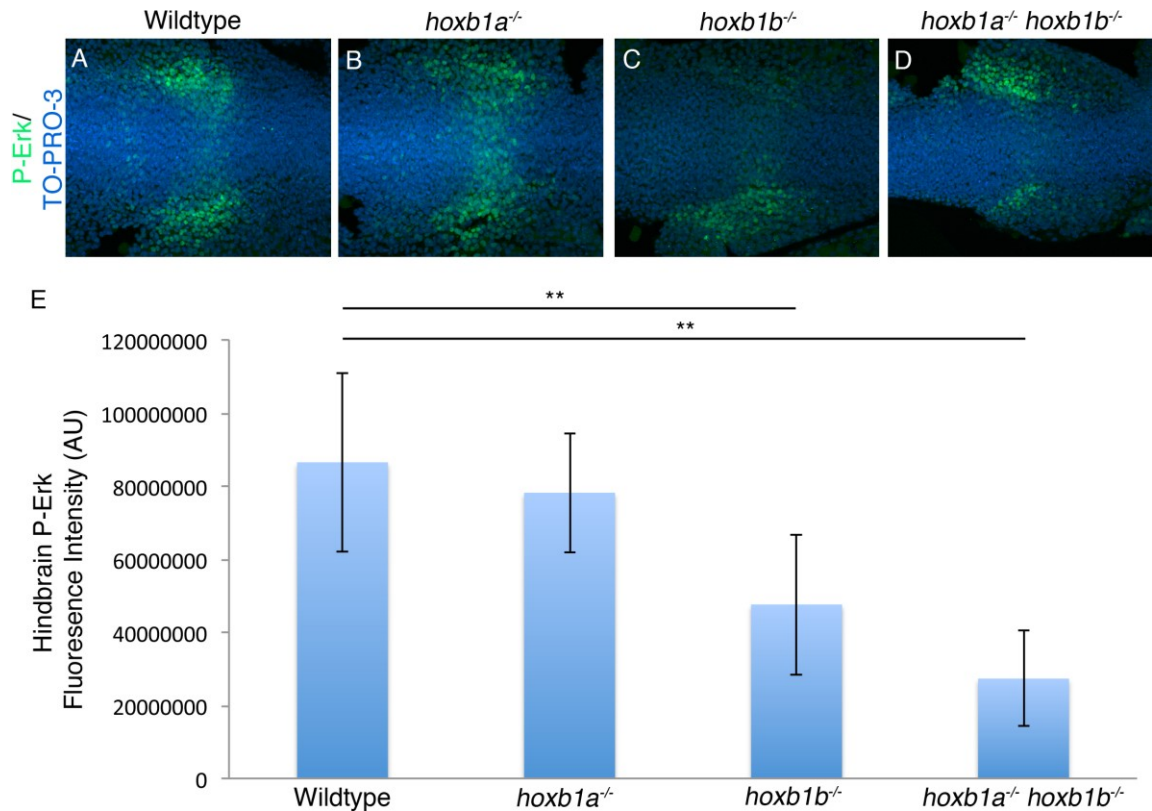 Wildtype hoxb1a-/- hoxb1b-/- hoxb1a-/- hoxb1b-/-
P-Erk/
TO-PRO-3
A B C D
E
**
**
Hindbrain P-Erk
Fluoresence Intensity (AU)
120000000
100000000
80000000
60000000
40000000
20000000
0
Wildtype hoxb1a-/- hoxb1b-/- hoxb1a-/- hoxb1b-/-